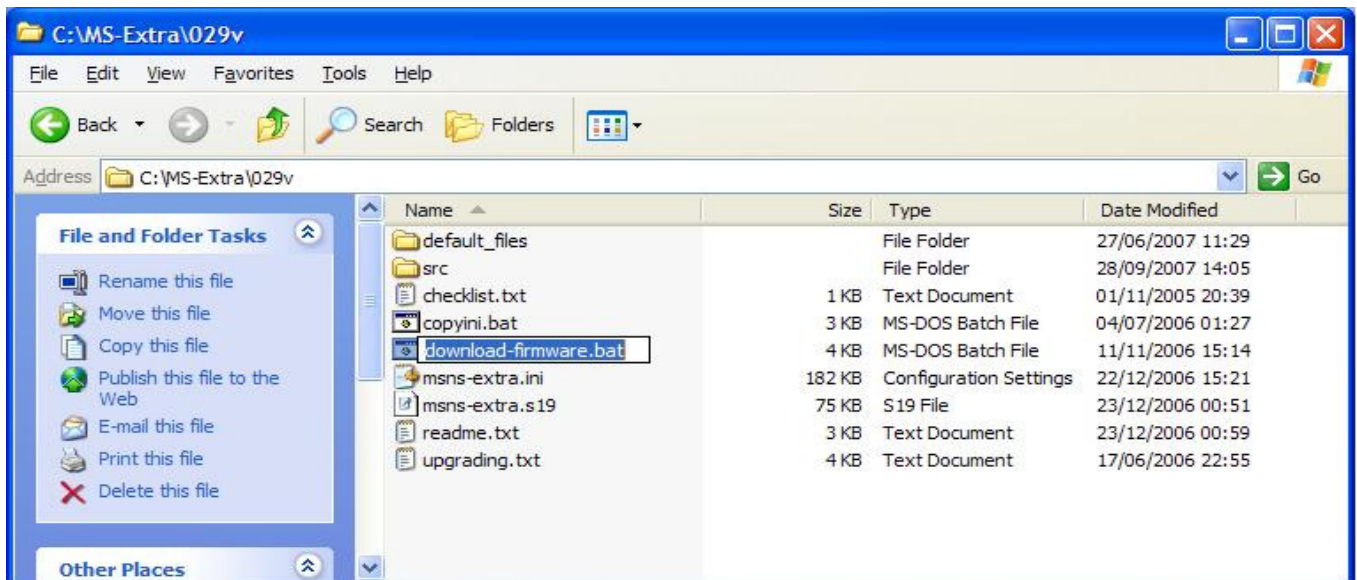 C:\MS-Extra\029v
File Edit View Favorites Tools Help
Back Search Folders
Address C:\MS-Extra\029v Go
File and Folder Tasks
Rename this file
Move this file
Copy this file
Publish this file to the
Web
E-mail this file
Print this file
Delete this file
Other Places
Name Size Type Date Modified
default_files File Folder 27/06/2007 11:29
src File Folder 28/09/2007 14:05
checklist.txt 1 KB Text Document 01/11/2005 20:39
copyini.bat 3 KB MS-DOS Batch File 04/07/2006 01:27
download-firmware.bat 4 KB MS-DOS Batch File 11/11/2006 15:14
msns-extra.ini 182 KB Configuration Settings 22/12/2006 15:21
msns-extra.s19 75 KB S19 File 23/12/2006 00:51
readme.txt 3 KB Text Document 23/12/2006 00:59
upgrading.txt 4 KB Text Document 17/06/2006 22:55